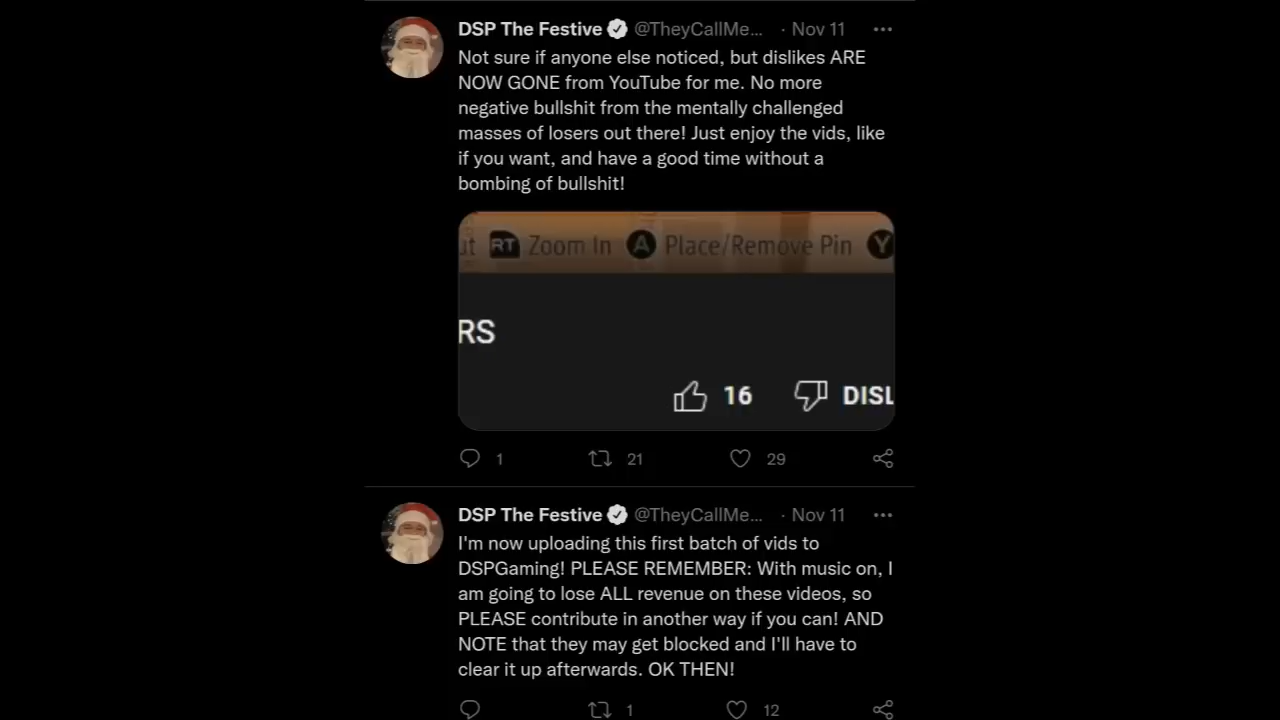 DSP The Festive @TheyCallMe... · Nov 11
Not sure if anyone else noticed, but dislikes ARE
NOW GONE from YouTube for me. No more
negative bullshit from the mentally challenged
masses of losers out there! Just enjoy the vids, like
if you want, and have a good time without a
bombing of bullshit!
RT Zoom In A Place/Remove Pin Y
RS
16 DISL
1 21 29
DSP The Festive @TheyCallMe... · Nov 11
I'm now uploading this first batch of vids to
DSPGaming! PLEASE REMEMBER: With music on, I
am going to lose ALL revenue on these videos, so
PLEASE contribute in another way if you can! AND
NOTE that they may get blocked and I'll have to
clear it up afterwards. OK THEN!
1 12